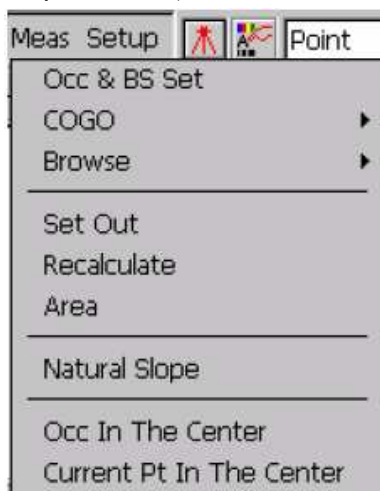 Meas Setup Point
Occ & BS Set
COGO
Browse
Set Out
Recalculate
Area
Natural Slope
Occ In The Center
Current Pt In The Center